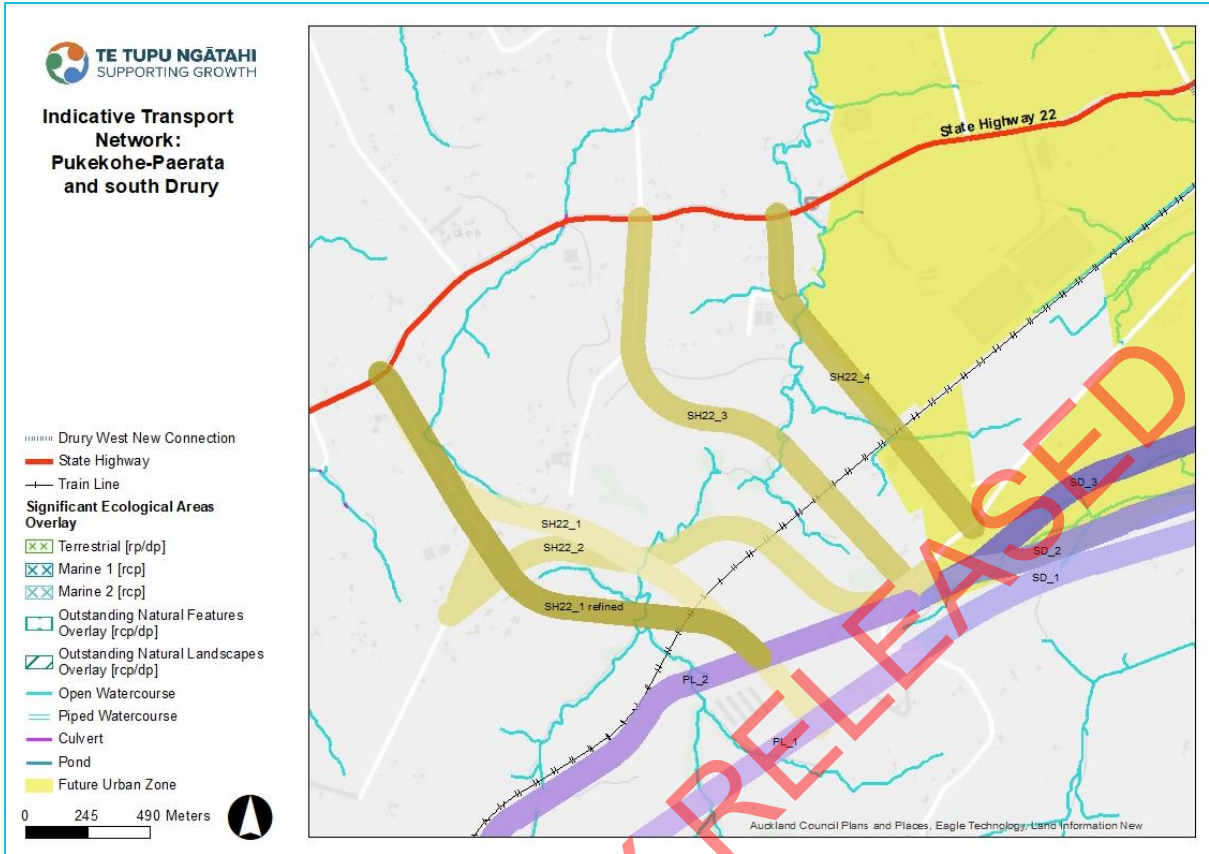 TE TUPU NGĀTAHI
SUPPORTING GROWTH
Indicative Transport
Network:
Pukekohe-Paerata
and south Drury
Drury West New Connection
State Highway
Train Line
Significant Ecological Areas
Overlay
Terrestrial [rp/dp]
Marine 1 [rcp]
Marine 2 [rcp]
Outstanding Natural Features
Overlay [rcp/dp]
Outstanding Natural Landscapes
Overlay [rcp/dp]
Open Watercourse
Piped Watercourse
Culvert
Pond
Future Urban Zone
0 245 490 Meters
State Highway 22
Sch
SH22_4
SH22_3
SD_3
SH22_1
SH22_2
SD_2
SD_1
SH22_1 refined
PL_2
PL_1
RELEASED
Auckland Council Plans and Places, Eagle Technology, Land Information New